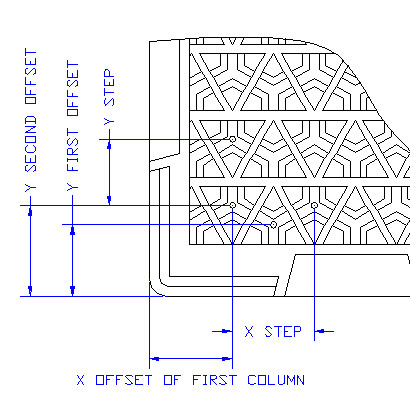 Y SECOND OFFSET
Y FIRST OFFSET
Y STEP
X STEP
X OFFSET OF FIRST COLUMN